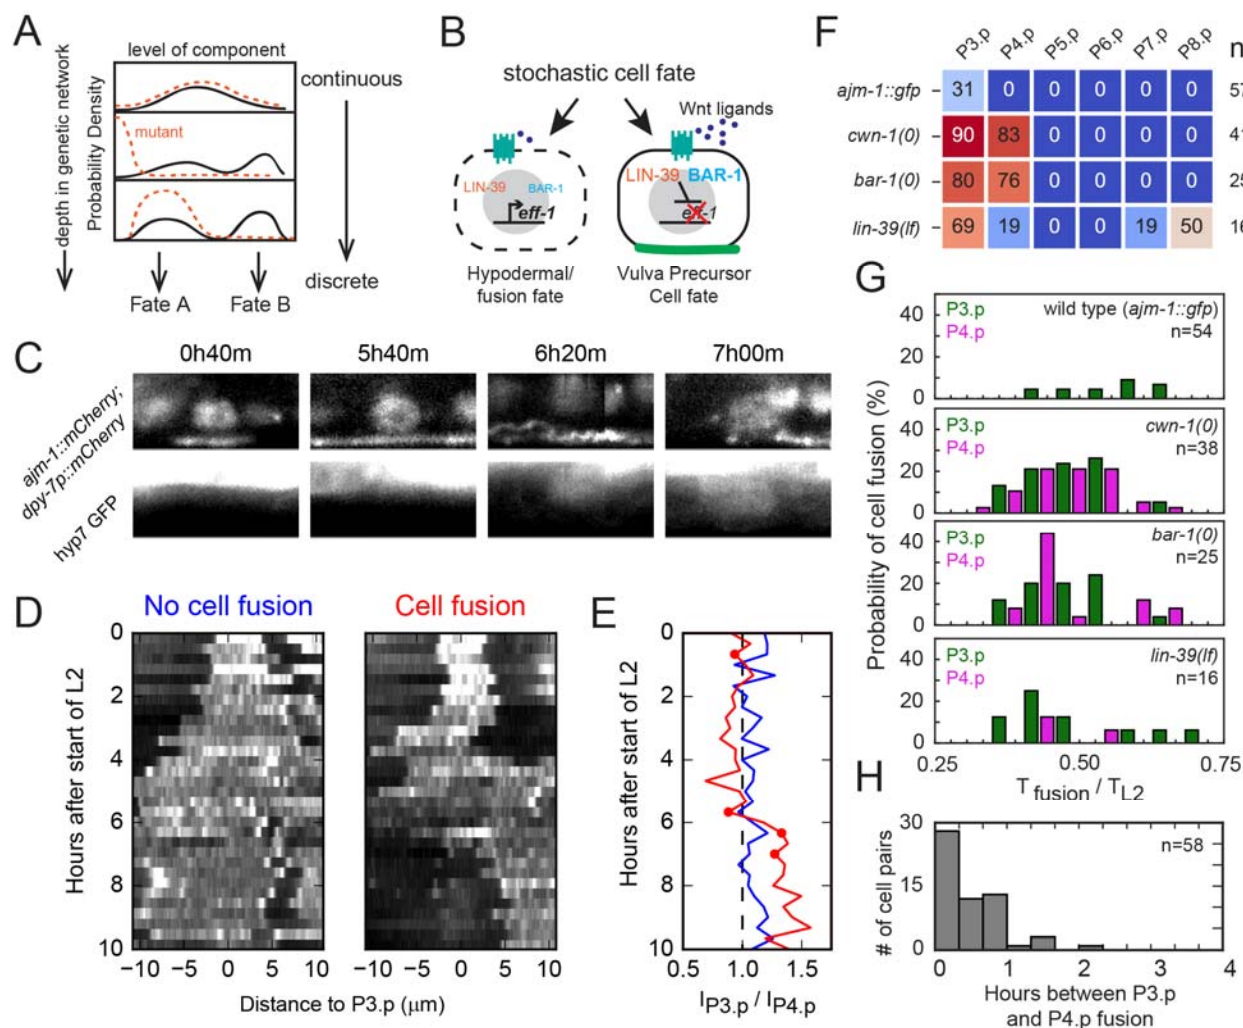 A
level of component
depth in genetic network
Probability Density
mutant
continuous
discrete
Fate A
Fate B
B
stochastic cell fate
Wnt ligands
LIN-39
BAR-1
eff-1
Hypodermal/
fusion fate
LIN-39
BAR-1
eff-1
Vulva Precursor
Cell fate
C
0h40m
5h40m
6h20m
7h00m
ajm-1::mCherry;
dpy-7p::mCherry
hyp7 GFP
D
No cell fusion
Cell fusion
Hours after start of L2
0
2
4
6
8
10
−10 −5 0 5 10
−10 −5 0 5 10
Distance to P3.p (μm)
E
Hours after start of L2
0
2
4
6
8
10
0.5 1.0 1.5
IP3.p / IP4.p
F
P3.p P4.p P5.p P6.p P7.p P8.p n
ajm-1::gfp 31 0 0 0 0 0 57
cwn-1(0) 90 83 0 0 0 0 41
bar-1(0) 80 76 0 0 0 0 25
lin-39(lf) 69 19 0 0 19 50 16
G
Probability of cell fusion (%)
40
20
0
P3.p
P4.p
wild type (ajm-1::gfp)
n=54
40
20
0
P3.p
P4.p
cwn-1(0)
n=38
40
20
0
P3.p
P4.p
bar-1(0)
n=25
40
20
0
P3.p
P4.p
lin-39(lf)
n=16
0.25 0.50 0.75
T fusion / TL2
H
# of cell pairs
30
15
0
n=58
0 1 2 3 4
Hours between P3.p
and P4.p fusion